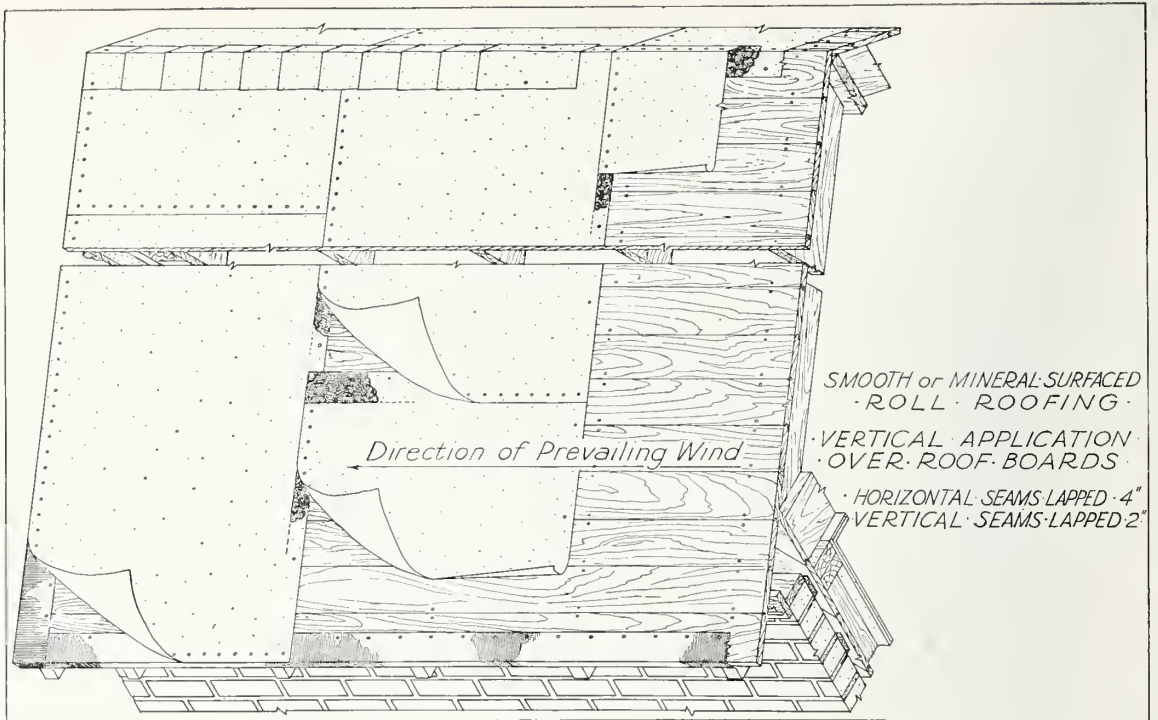 Direction of Prevailing Wind
SMOOTH or MINERAL·SURFACED
·ROLL·ROOFING·
·VERTICAL·APPLICATION·
·OVER·ROOF·BOARDS·
·HORIZONTAL·SEAMS·LAPPED·4"
VERTICAL·SEAMS·LAPPED·2"